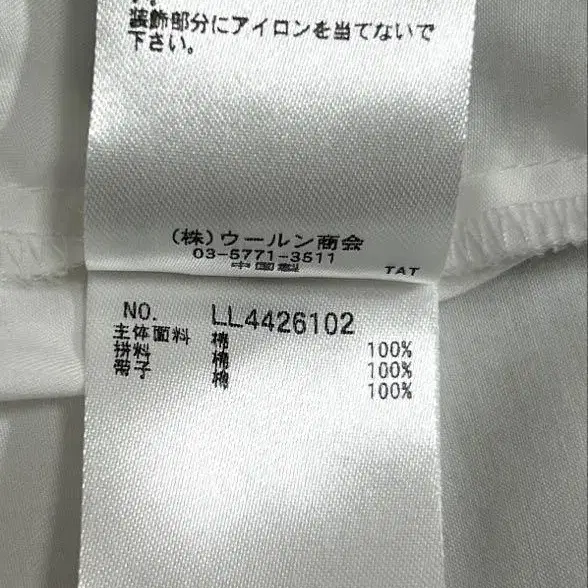 装飾部分にアイロンを当てないで
下さい。
(株)ウールン商会
03-5771-3511
中国製
TAT
NO. LL4426102
主体面料 棉 100%
拼料 棉 100%
带子 棉 100%